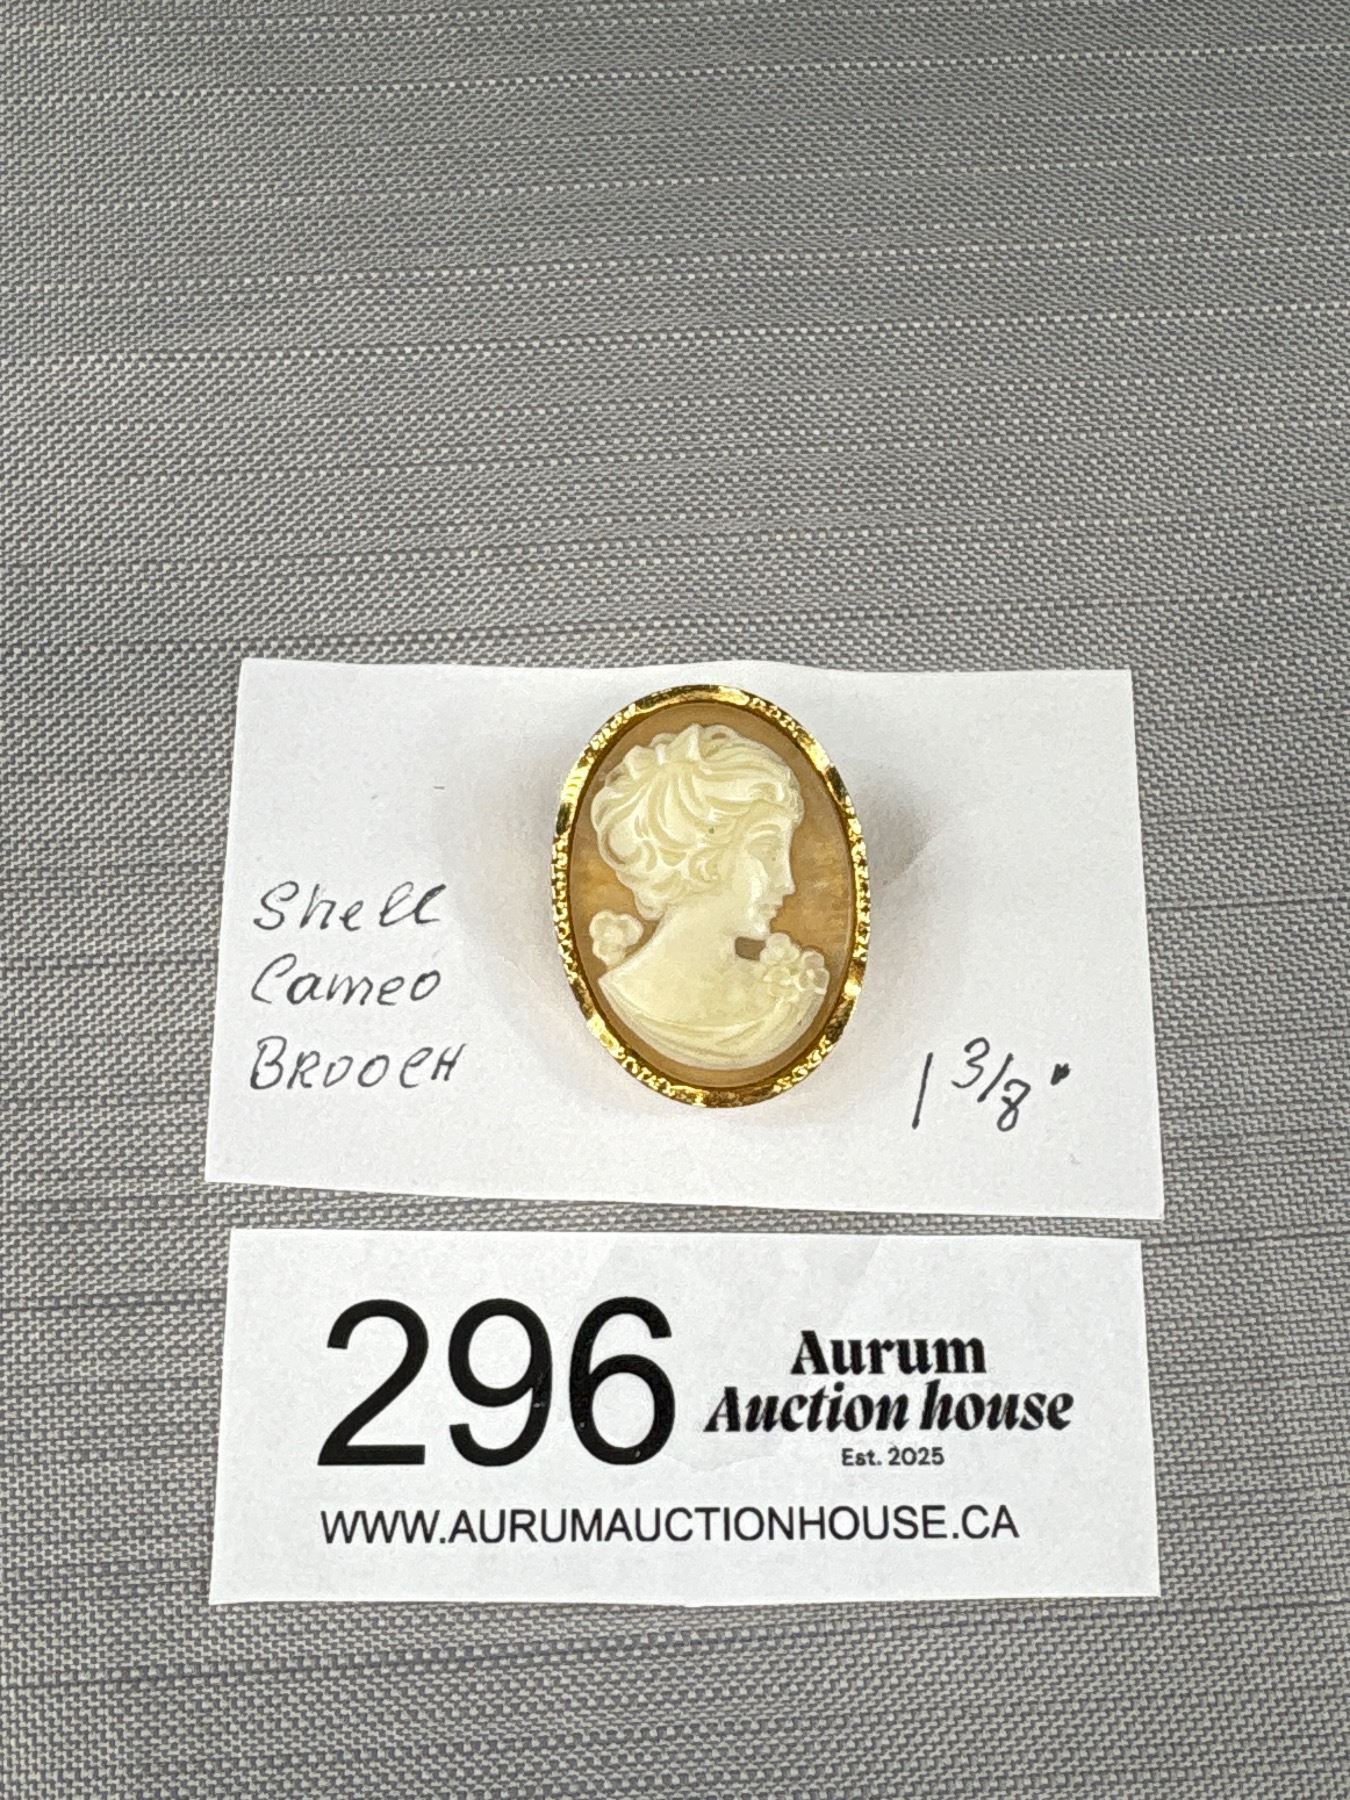 Shell
Cameo
BROOCH
1 3/8"
296
Aurum
Auction house
Est. 2025
WWW.AURUMAUCTIONHOUSE.CA